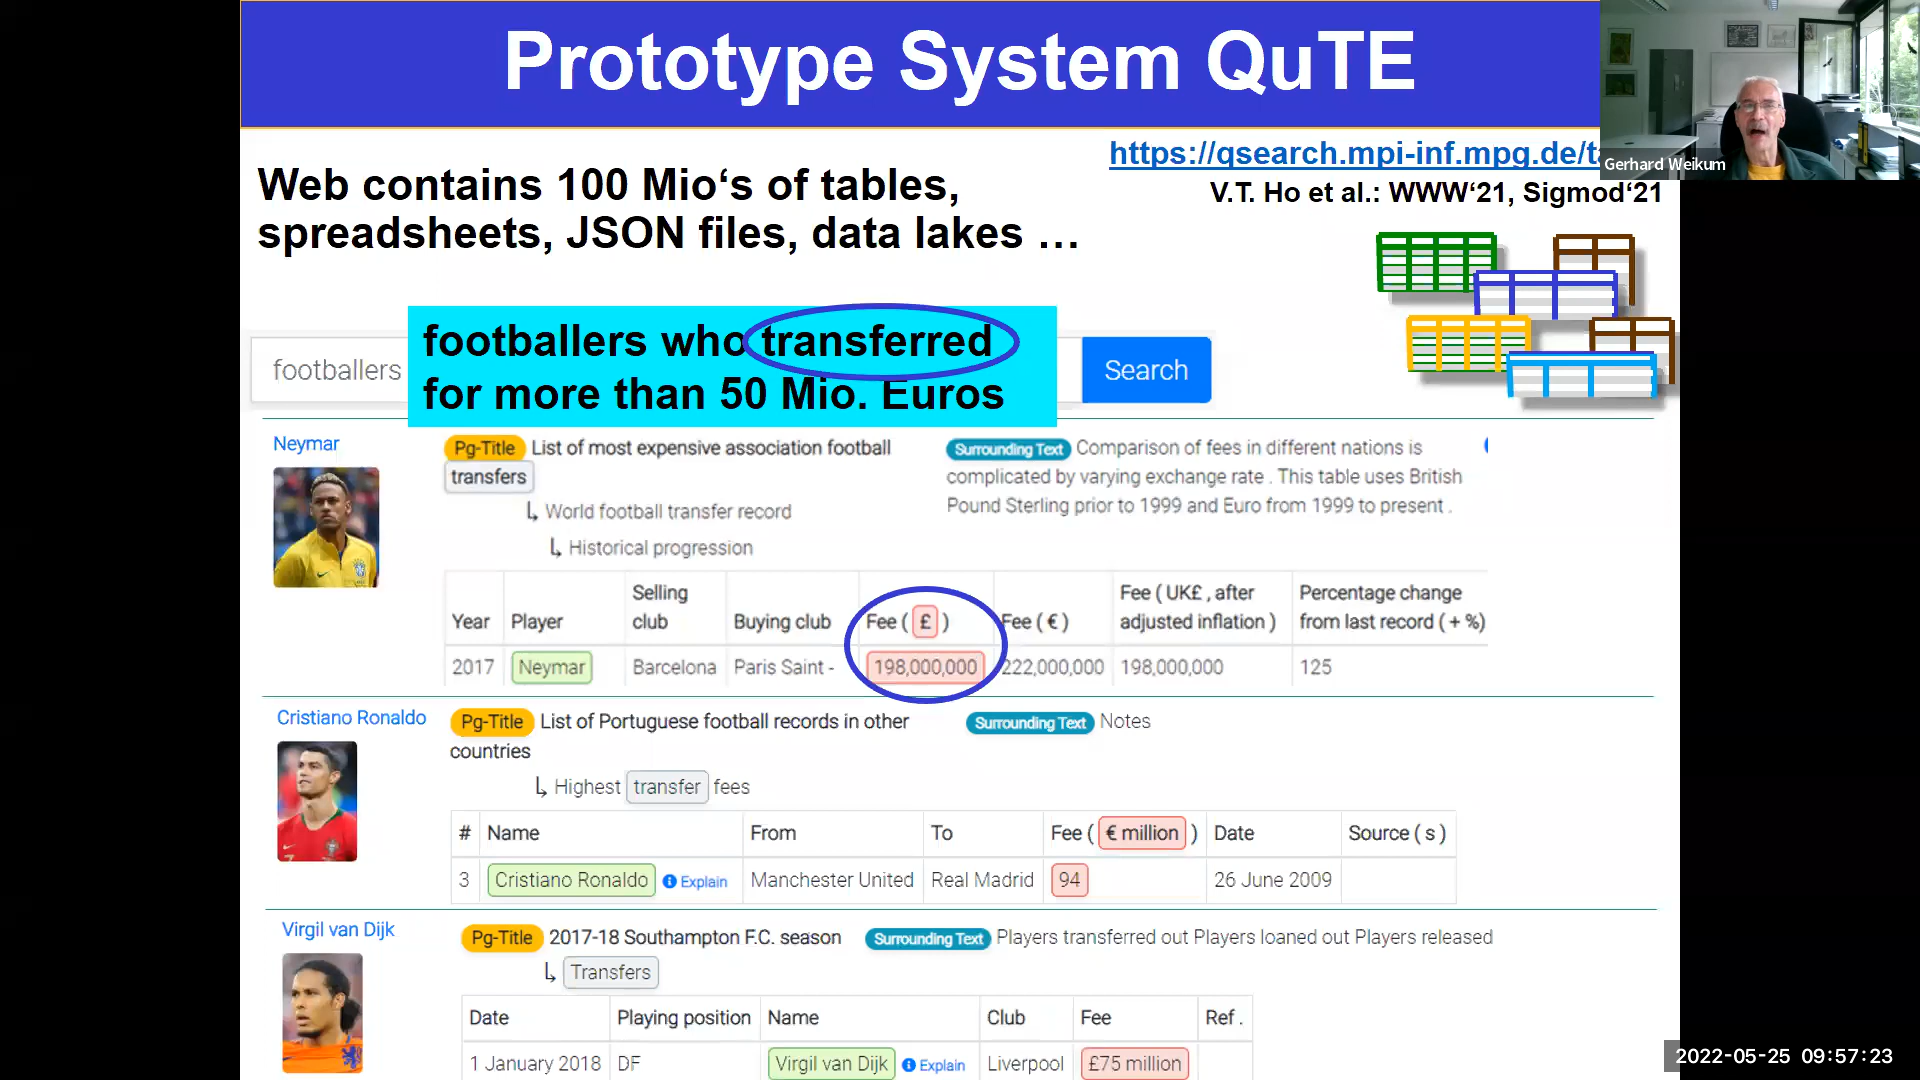 Prototype System QuTE
https://qsearch.mpi-inf.mpg.de/ta
Gerhard Weikum
V.T. Ho et al.: WWW‘21, Sigmod‘21
Web contains 100 Mio‘s of tables,
spreadsheets, JSON files, data lakes …
footballers
footballers who transferred
for more than 50 Mio. Euros
Search
Neymar
Pg-Title List of most expensive association football
transfers
↳ World football transfer record
↳ Historical progression
Surrounding Text Comparison of fees in different nations is
complicated by varying exchange rate . This table uses British
Pound Sterling prior to 1999 and Euro from 1999 to present .
Year Player Selling club Buying club Fee ( £ ) Fee ( € ) Fee ( UK£ , after adjusted inflation ) Percentage change from last record ( + %)
2017 Neymar Barcelona Paris Saint - 198,000,000 222,000,000 198,000,000 125
Cristiano Ronaldo
Pg-Title List of Portuguese football records in other
countries
Surrounding Text Notes
↳ Highest transfer fees
# Name From To Fee ( € million ) Date Source ( s )
3 Cristiano Ronaldo Explain Manchester United Real Madrid 94 26 June 2009
Virgil van Dijk
Pg-Title 2017-18 Southampton F.C. season
Surrounding Text Players transferred out Players loaned out Players released
↳ Transfers
Date Playing position Name Club Fee Ref .
1 January 2018 DF Virgil van Dijk Explain Liverpool £75 million
2022-05-25 09:57:23